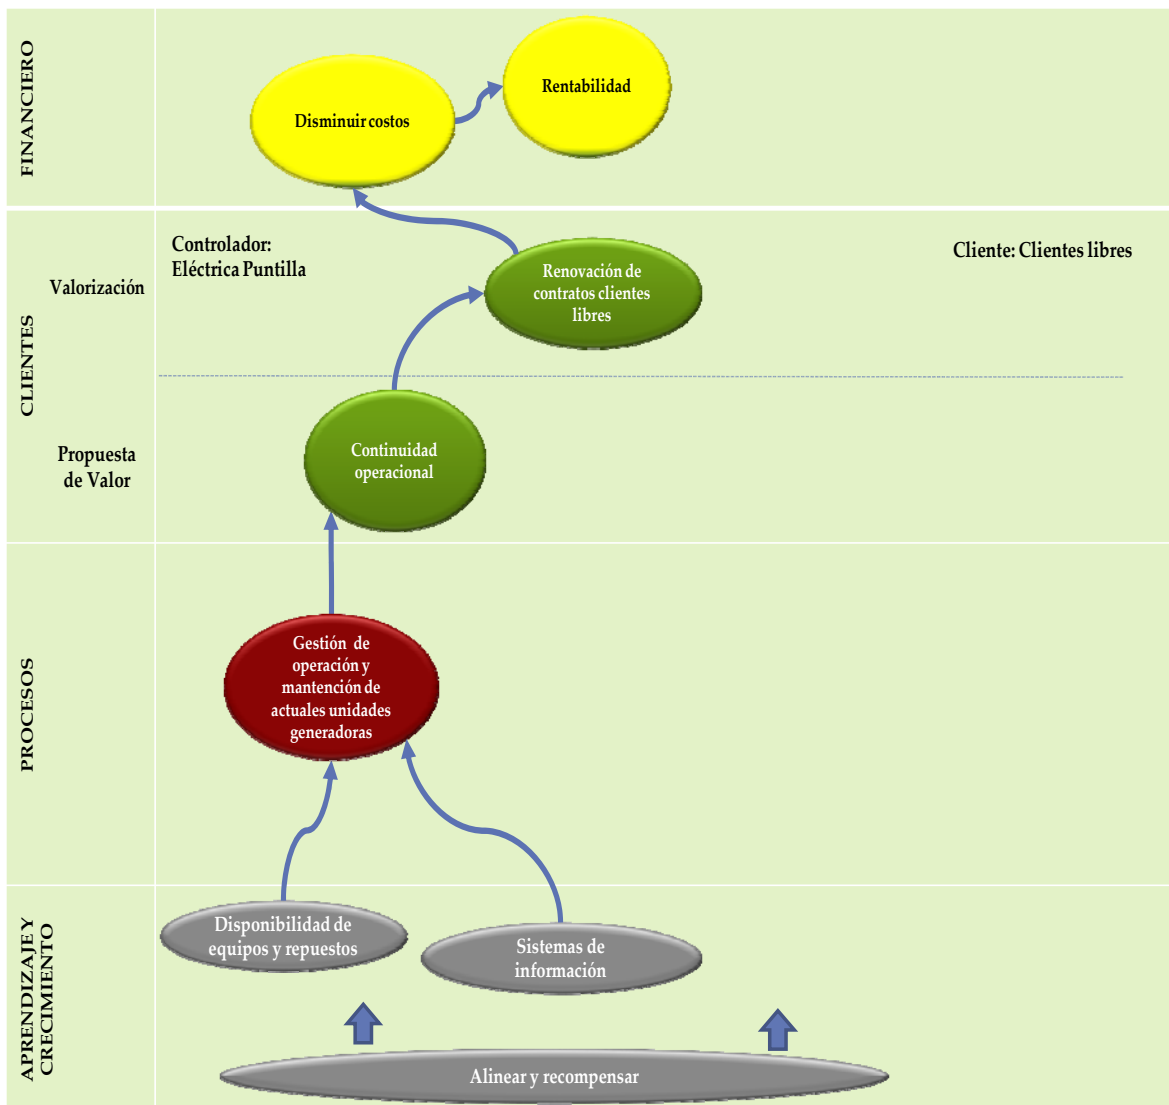 FINANCIERO
Rentabilidad
Disminuir costos
CLIENTES
Valorización
Controlador:
Eléctrica Puntilla
Cliente: Clientes libres
Renovación de
contratos clientes
libres
Propuesta
de Valor
Continuidad
operacional
PROCESOS
Gestión de
operación y
mantención de
actuales unidades
generadoras
APRENDIZAJE Y
CRECIMIENTO
Disponibilidad de
equipos y repuestos
Sistemas de
información
Alinear y recompensar